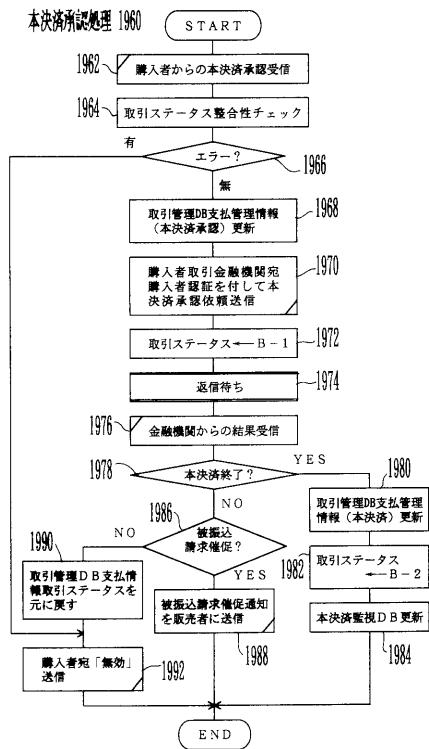 本決済承認処理 1960
START
1962
購入者からの本決済承認受信
1964
取引ステータス整合性チェック
有
エラー?
1966
無
取引管理DB支払管理情報
(本決済承認)更新
1968
購入者取引金融機関宛
購入者認証を付して本
決済承認依頼送信
1970
取引ステータス←B-1
1972
返信待ち
1974
1976
金融機関からの結果受信
1978
本決済終了?
YES
NO
1980
取引管理DB支払管理
情報(本決済)更新
1986
被振込
請求催促?
NO
YES
1982
取引ステータス
←B-2
1990
取引管理DB支払情
報取引ステータスを
元に戻す
被振込請求催促通知
を販売者に送信
1988
本決済監視DB更新
1984
購入者宛「無効」
送信
1992
END